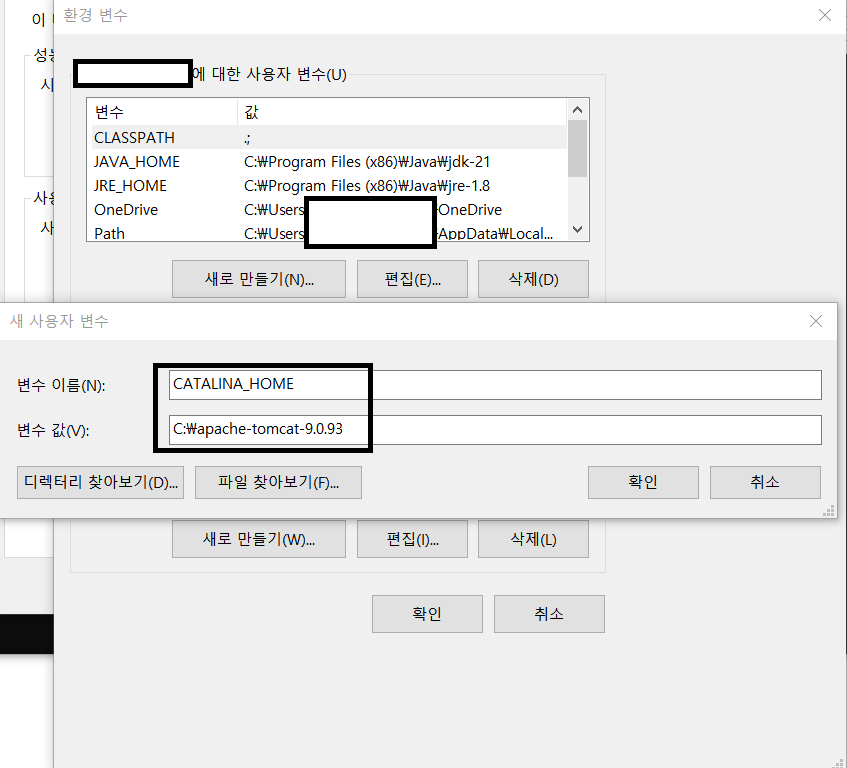 이
환경 변수
성능
에 대한 사용자 변수(U)
시
변수 값
CLASSPATH .;
JAVA_HOME C:₩Program Files (x86)₩Java₩jdk-21
JRE_HOME C:₩Program Files (x86)₩Java₩jre-1.8
사용
OneDrive C:₩Users OneDrive
사
Path C:₩Users AppData₩Local...
새로 만들기(N)... 편집(E)... 삭제(D)
새 사용자 변수
변수 이름(N): CATALINA_HOME
변수 값(V): C:₩apache-tomcat-9.0.93
디렉터리 찾아보기(D)... 파일 찾아보기(F)... 확인 취소
새로 만들기(W)... 편집(I)... 삭제(L)
확인 취소